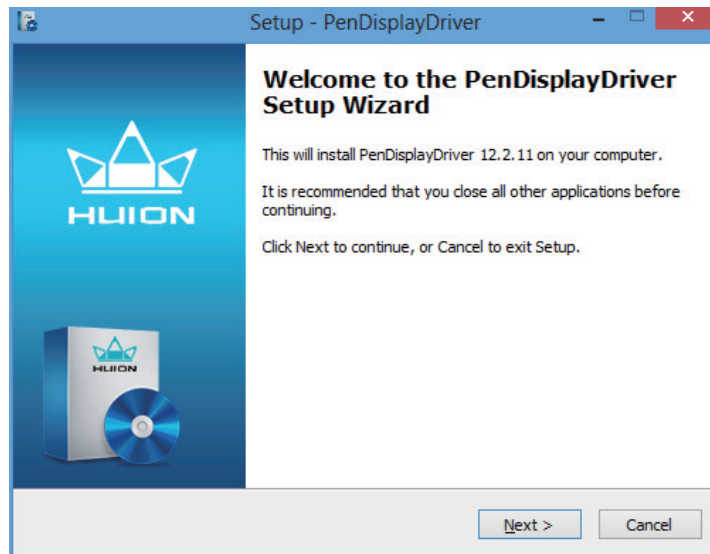 Setup - PenDisplayDriver
Welcome to the PenDisplayDriver
Setup Wizard
This will install PenDisplayDriver 12.2.11 on your computer.
It is recommended that you close all other applications before
continuing.
Click Next to continue, or Cancel to exit Setup.
HUION
HUION
Next >
Cancel